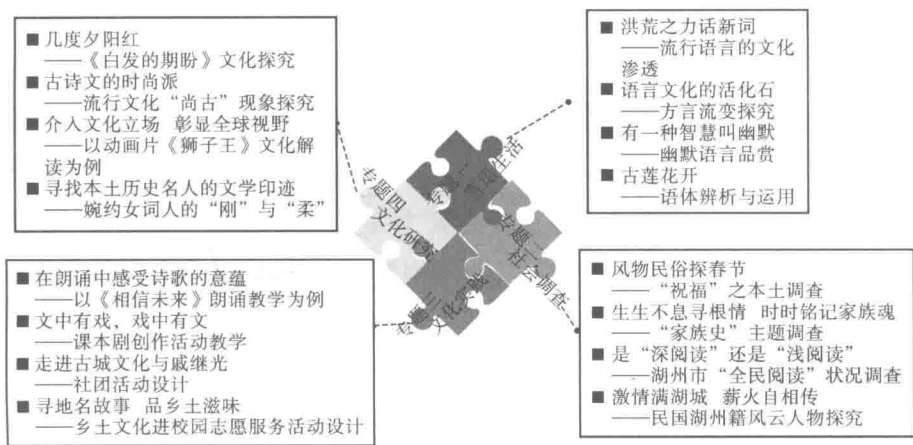 ■ 几度夕阳红
——《白发的期盼》文化探究
■ 古诗文的时尚派
——流行文化“尚古”现象探究
■ 介人文化立场 彰显全球视野
——以动画片《狮子王》文化解
读为例
■ 寻找本土历史名人的文学印迹
——婉约女词人的“刚”与“柔”
■ 洪荒之力话新词
——流行语言的文化
渗透
■ 语言文化的活化石
——方言流变探究
■ 有一种智慧叫幽默
——幽默语言品赏
■ 古莲花开
——语体辨析与运用
专题四
文化研究
专题一
生活
专题二
社会调查
专题三
文化实践
■ 在朗诵中感受诗歌的意蕴
——以《相信未来》朗诵教学为例
■ 文中有戏，戏中有文
——课本剧创作活动教学
■ 走进古城文化与戚继光
——社团活动设计
■ 寻地名故事 品乡土滋味
——乡土文化进校园志愿服务活动设计
■ 风物民俗探春节
——“祝福”之本土调查
■ 生生不息寻根情 时时铭记家族魂
——“家族史”主题调查
■ 是“深阅读”还是“浅阅读”
——湖州市“全民阅读”状况调查
■ 激情满湖城 薪火自相传
——民国湖州籍风云人物探究